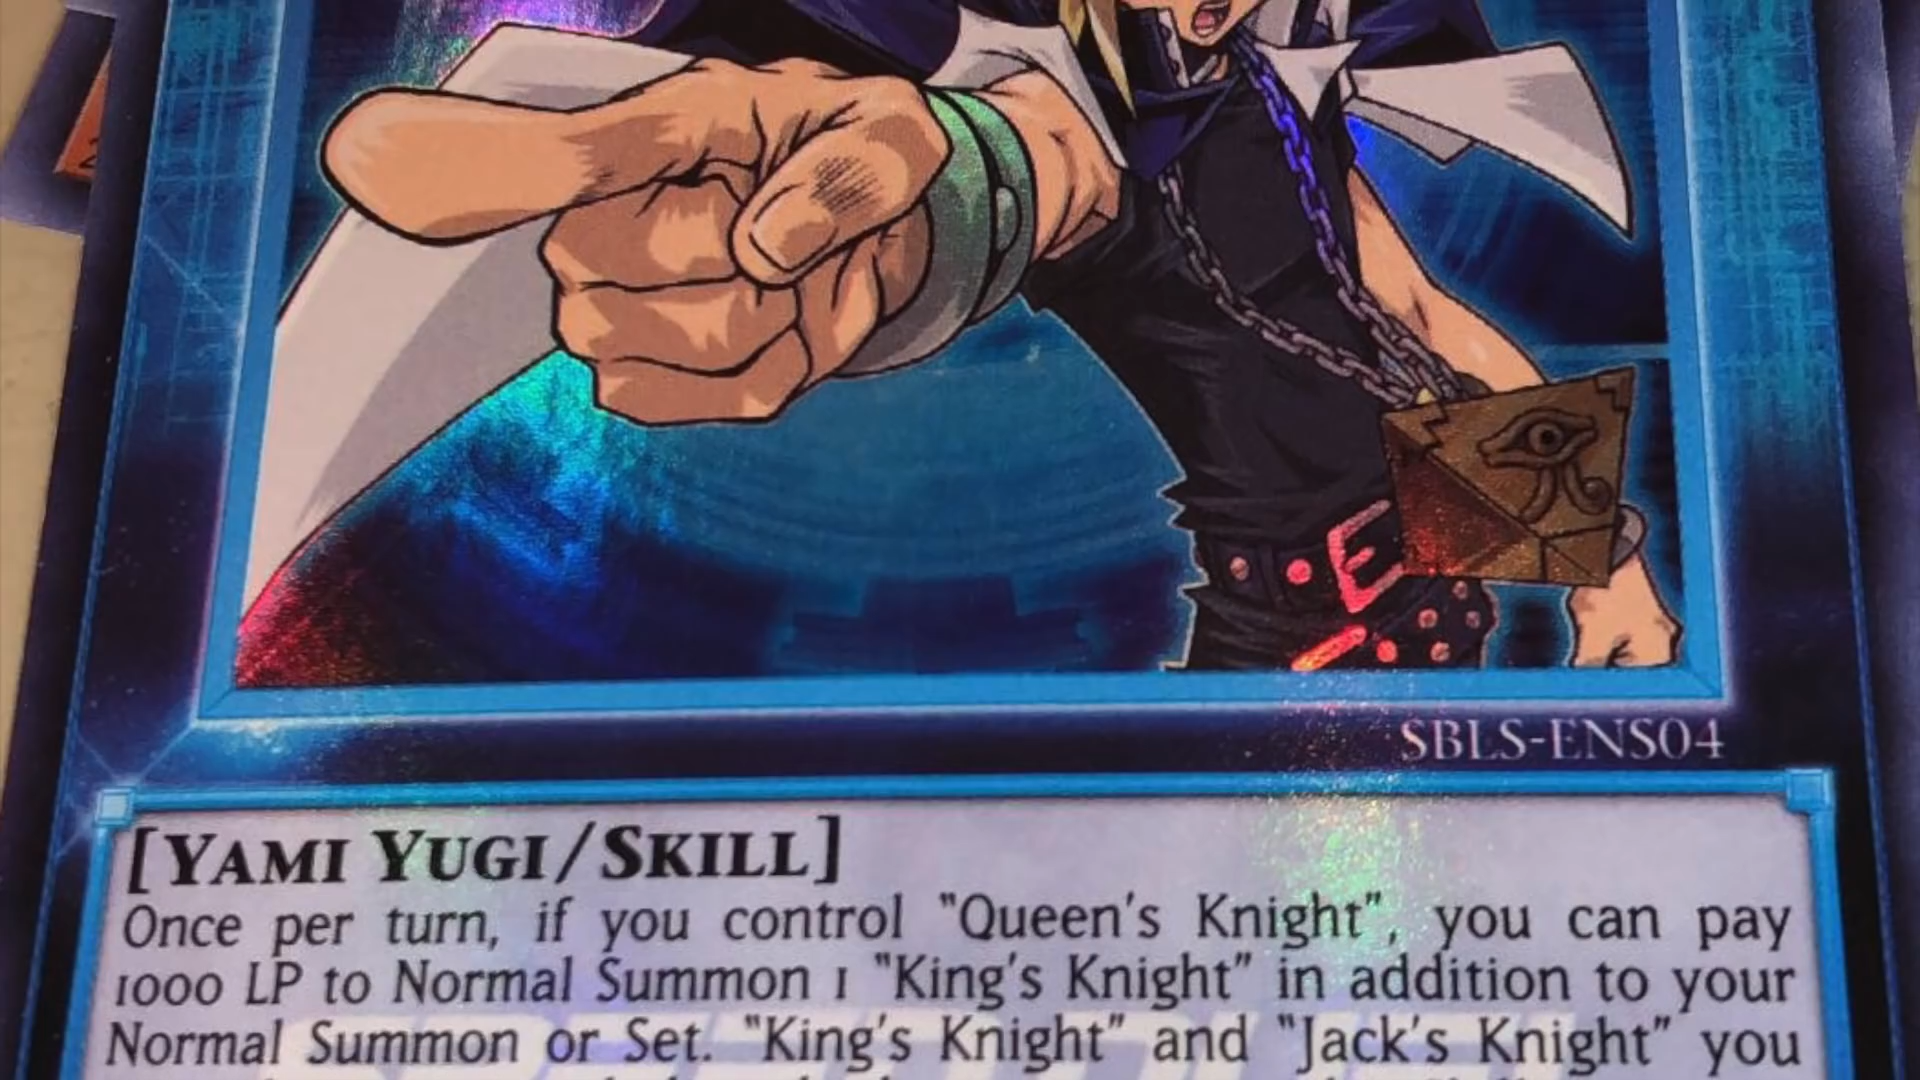 SBLS-ENS04
[YAMI YUGI/SKILL]
Once per turn, if you control "Queen's Knight", you can pay
1000 LP to Normal Summon 1 "King's Knight" in addition to your
Normal Summon or Set. "King's Knight" and "Jack's Knight" you